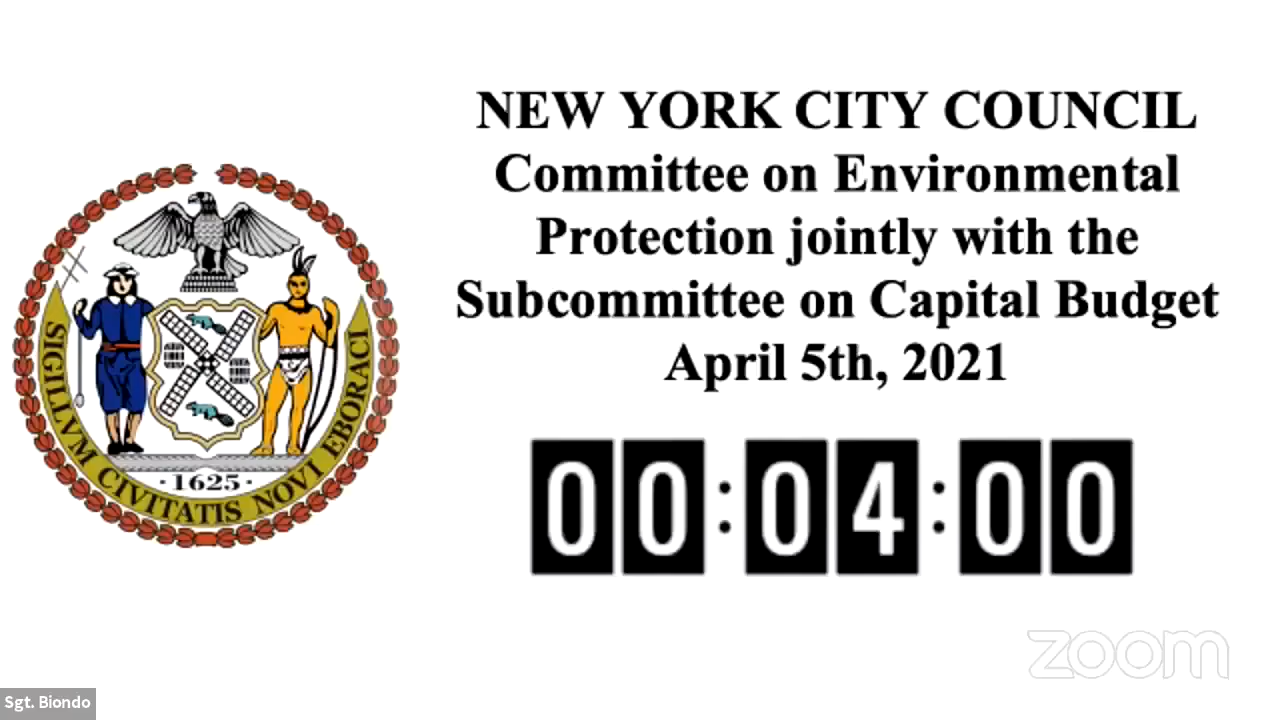 NEW YORK CITY COUNCIL
Committee on Environmental
Protection jointly with the
Subcommittee on Capital Budget
April 5th, 2021
00:04:00
SIGILLVM CIVITATIS NOVI EBORACI
·1625·
zoom
Sgt. Biondo